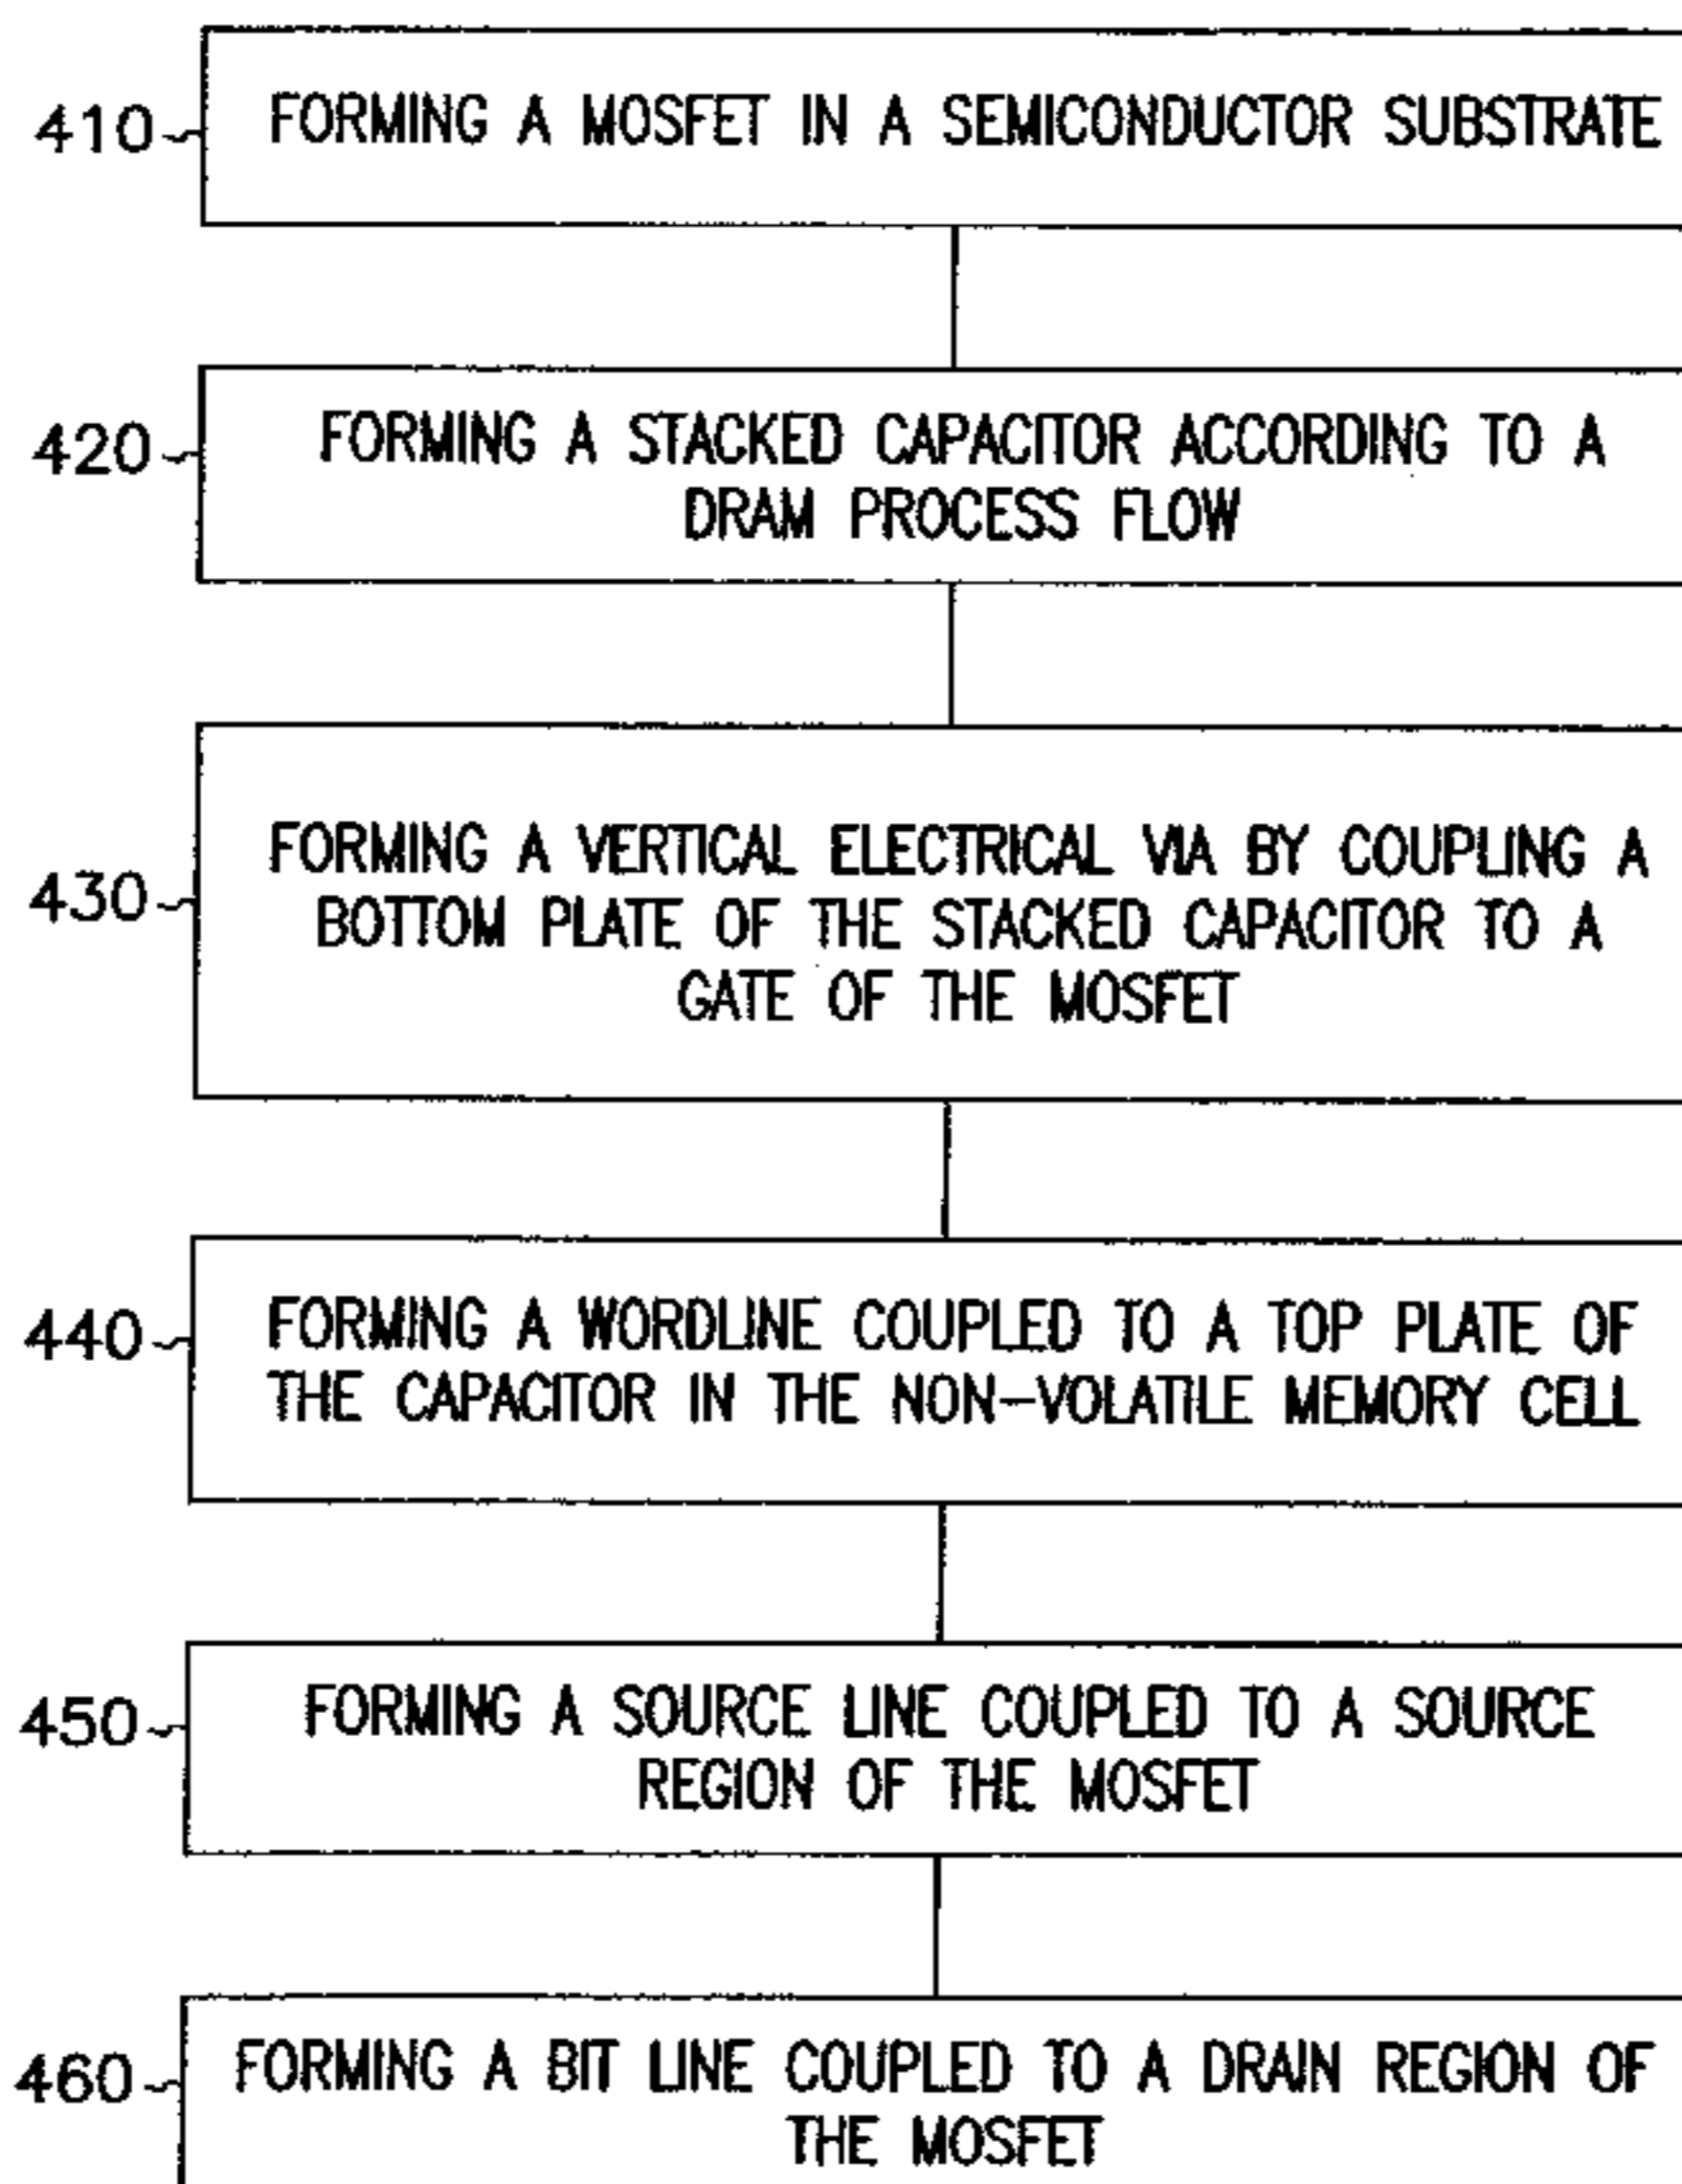 410 FORMING A MOSFET IN A SEMICONDUCTOR SUBSTRATE
420 FORMING A STACKED CAPACITOR ACCORDING TO A
DRAM PROCESS FLOW
430 FORMING A VERTICAL ELECTRICAL VIA BY COUPLING A
BOTTOM PLATE OF THE STACKED CAPACITOR TO A
GATE OF THE MOSFET
440 FORMING A WORDLINE COUPLED TO A TOP PLATE OF
THE CAPACITOR IN THE NON-VOLATILE MEMORY CELL
450 FORMING A SOURCE LINE COUPLED TO A SOURCE
REGION OF THE MOSFET
460 FORMING A BIT LINE COUPLED TO A DRAIN REGION OF
THE MOSFET